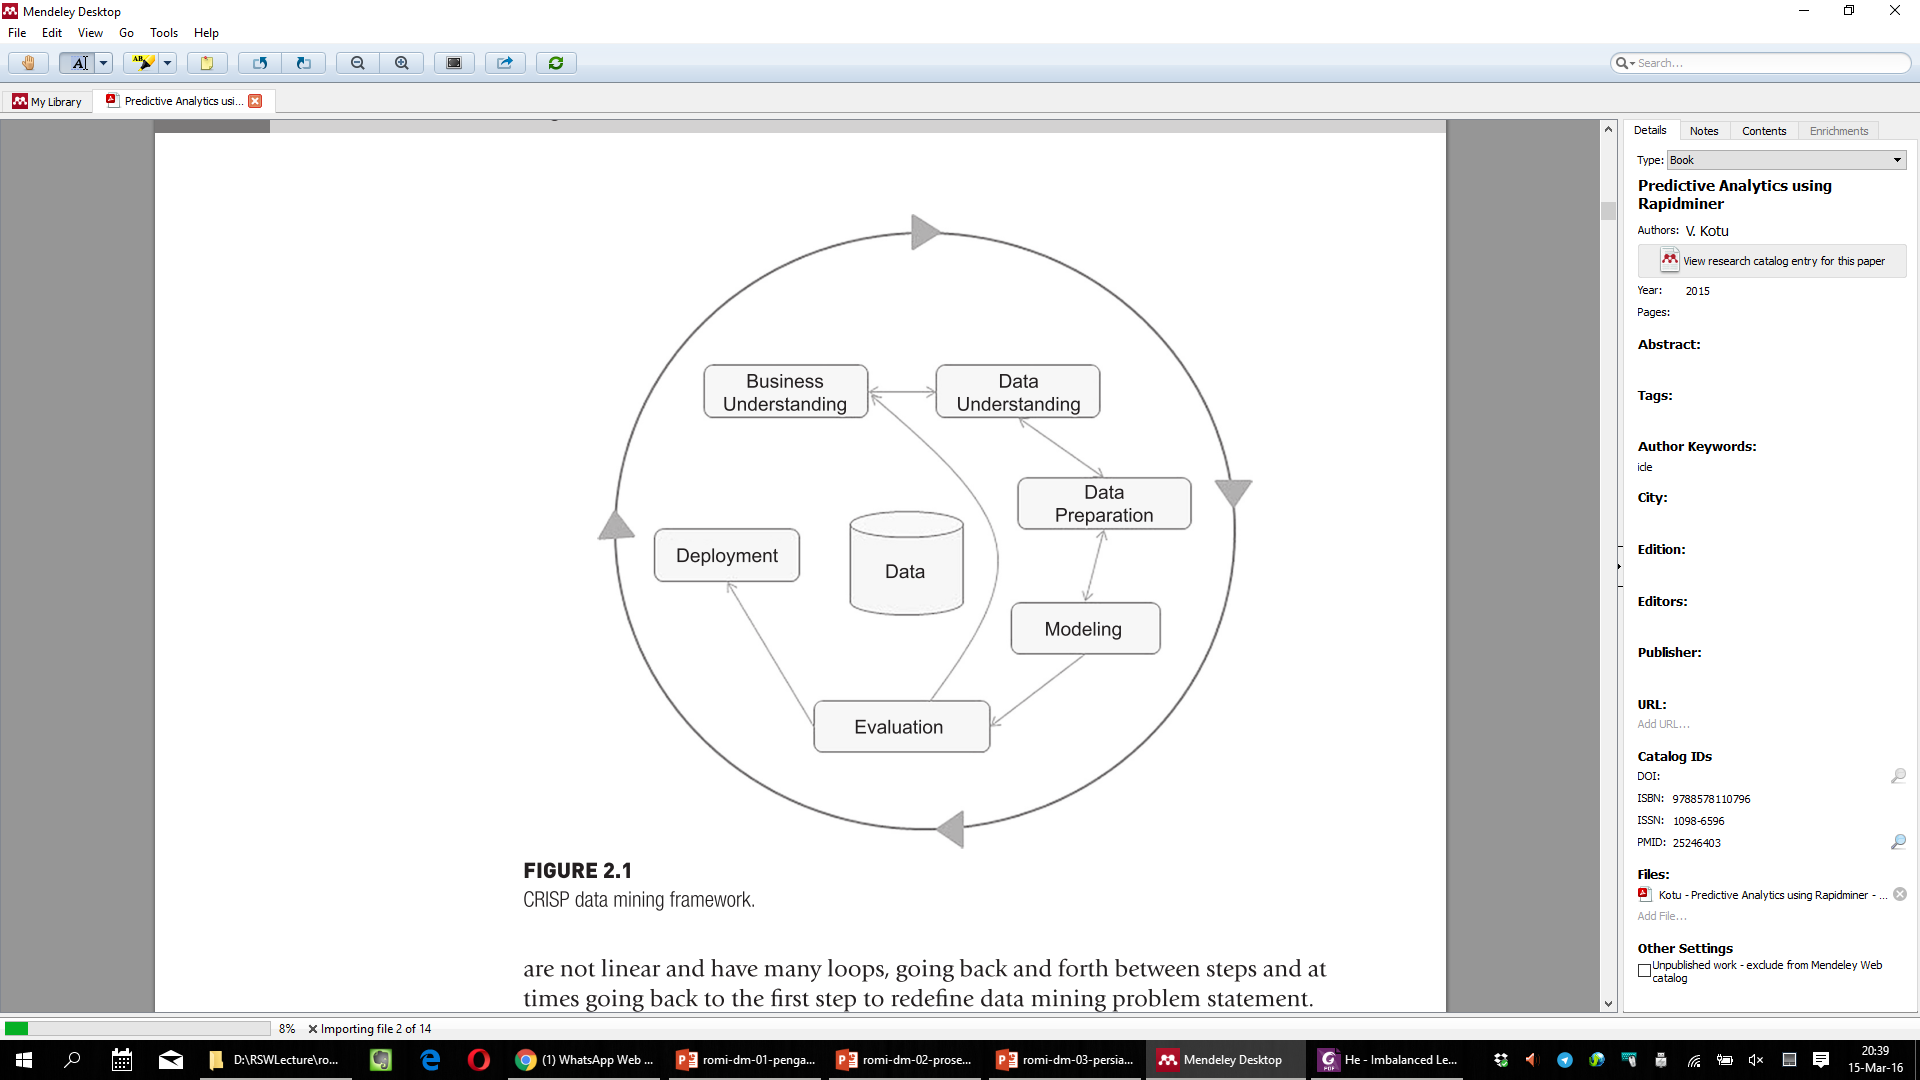 Mendeley Desktop
File Edit View Go Tools Help
Search...
My Library
Predictive Analytics usi...
Business
Understanding
Data
Understanding
Data
Preparation
Deployment
Data
Modeling
Evaluation
FIGURE 2.1
CRISP data mining framework.
are not linear and have many loops, going back and forth between steps and at
times going back to the first step to redefine data mining problem statement.
Details Notes Contents Enrichments
Type: Book
Predictive Analytics using
Rapidminer
Authors: V. Kotu
View research catalog entry for this paper
Year: 2015
Pages:
Abstract:
Tags:
Author Keywords:
icle
City:
Edition:
Editors:
Publisher:
URL:
Add URL...
Catalog IDs
DOI:
ISBN: 9788578110796
ISSN: 1098-6596
PMID: 25246403
Files:
Kotu - Predictive Analytics using Rapidminer - ...
Add File...
Other Settings
Unpublished work - exclude from Mendeley Web
catalog
8% Importing file 2 of 14
D:\RSWLecture\ro...
(1) WhatsApp Web ...
romi-dm-01-penga...
romi-dm-02-prose...
romi-dm-03-persia...
Mendeley Desktop
He - Imbalanced Le...
20:39
15-Mar-16